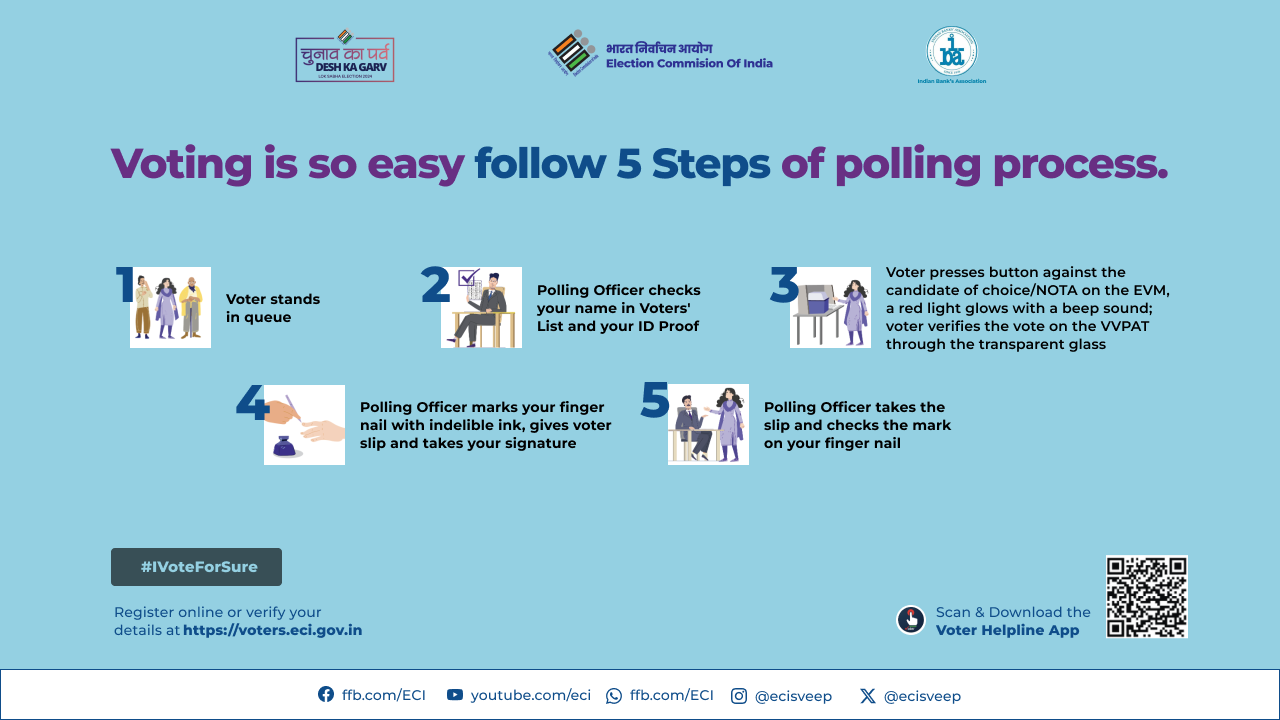 चुनाव का पर्व
DESH KA GARV
LOK SABHA ELECTION 2024
भारत निर्वाचन आयोग
Election Commision Of India
iba
Indian Bank's Association
Voting is so easy follow 5 Steps of polling process.
1
Voter stands
in queue
2
Polling Officer checks
your name in Voters'
List and your ID Proof
3
Voter presses button against the
candidate of choice/NOTA on the EVM,
a red light glows with a beep sound;
voter verifies the vote on the VVPAT
through the transparent glass
4
Polling Officer marks your finger
nail with indelible ink, gives voter
slip and takes your signature
5
Polling Officer takes the
slip and checks the mark
on your finger nail
#IVoteForSure
Register online or verify your
details at https://voters.eci.gov.in
Scan & Download the
Voter Helpline App
ffb.com/ECI
youtube.com/eci
ffb.com/ECI
@ecisveep
@ecisveep